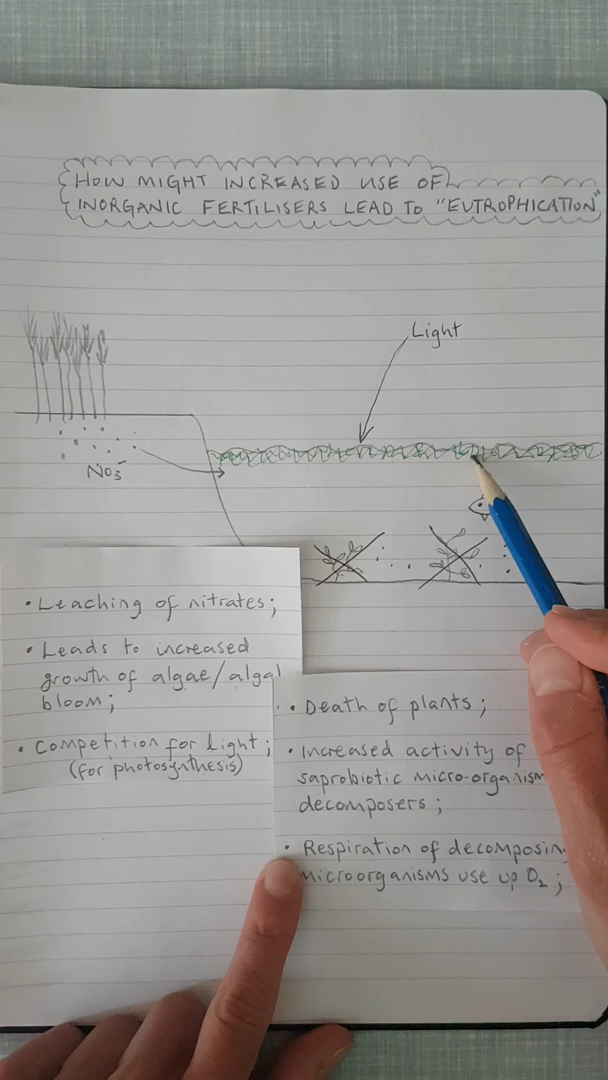 HOW MIGHT INCREASED USE OF
INORGANIC FERTILISERS LEAD TO "EUTROPHICATION"
Light
NO3-
• Leaching of nitrates;
• Leads to increased
growth of algae/algal
bloom;
• Competition for light;
(for photosynthesis)
• Death of plants;
• Increased activity of
saprobiotic micro-organism
decomposers;
• Respiration of decomposin
microorganisms use up O2;